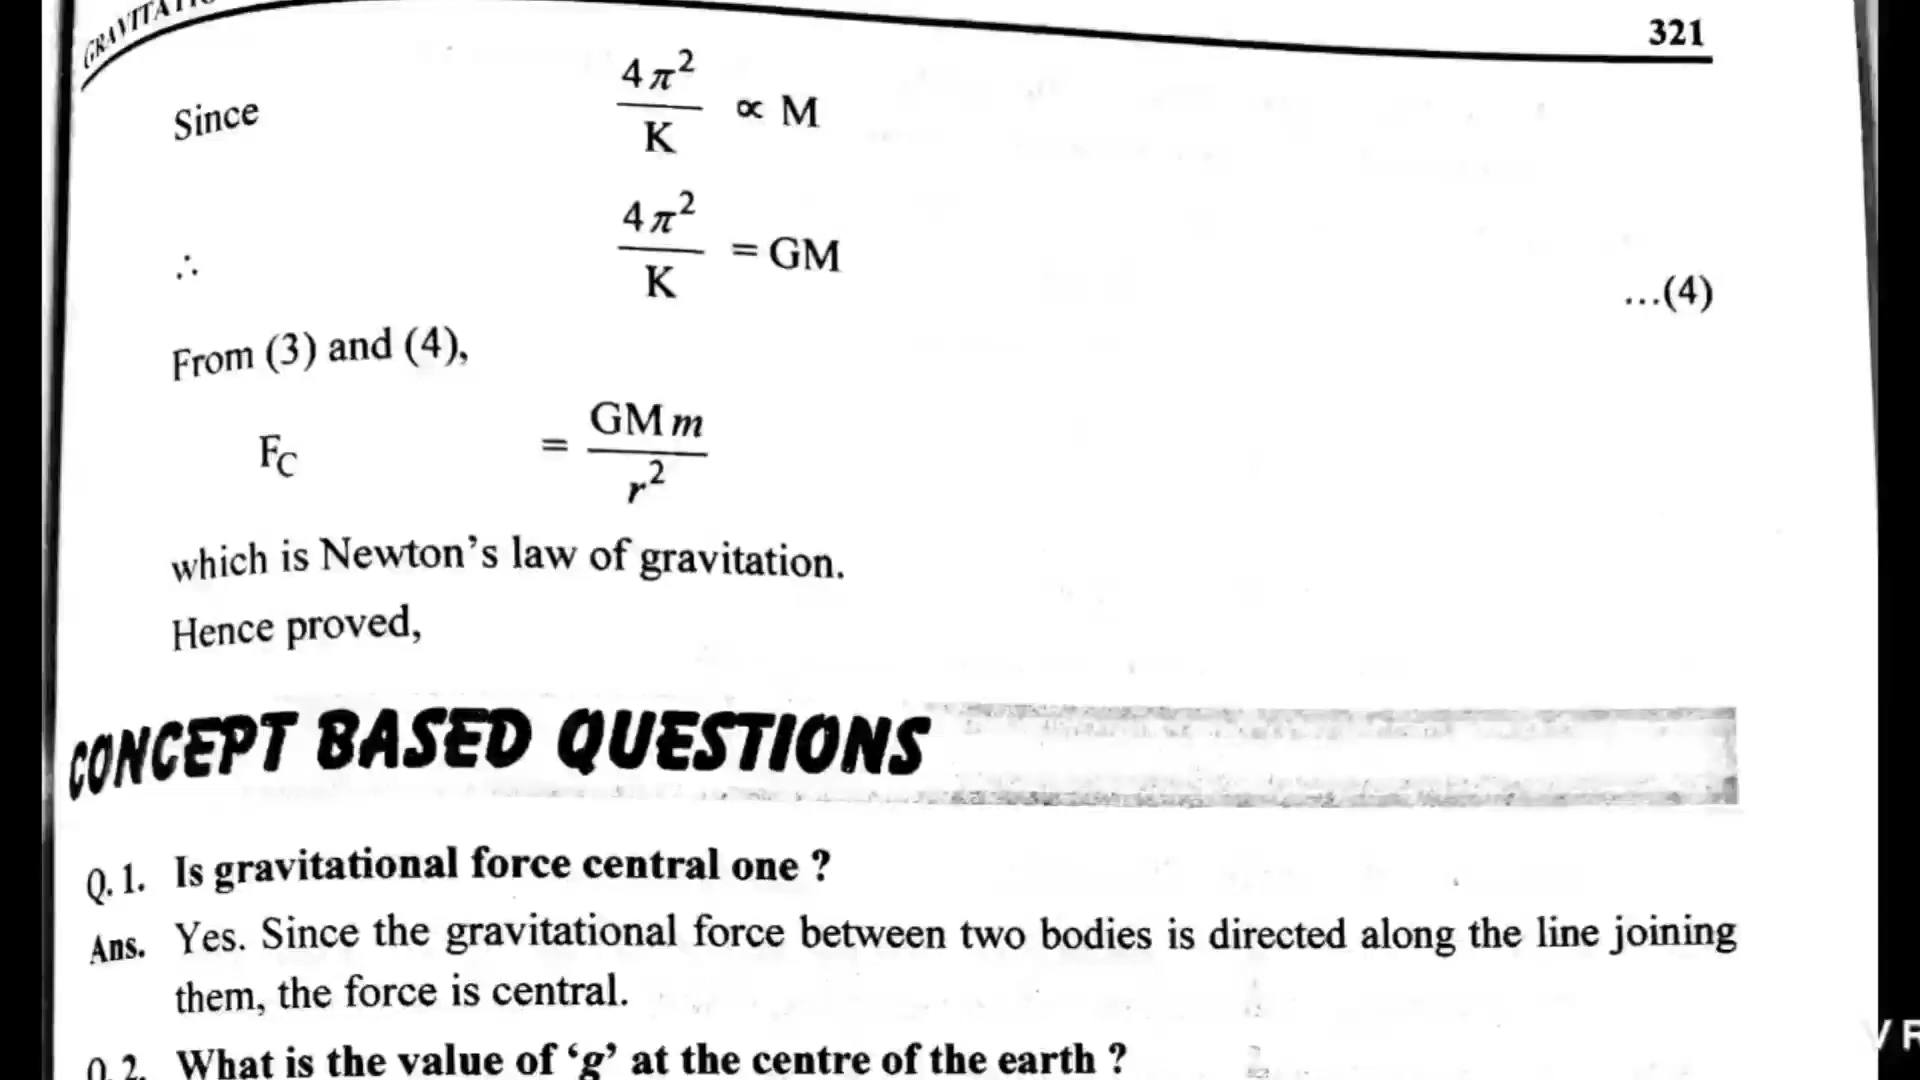 GRAVITATIO
321
Since 4π²/K ∝ M
∴ 4π²/K = GM ...(4)
From (3) and (4),
F_C = GMm/r²
which is Newton's law of gravitation.
Hence proved,
CONCEPT BASED QUESTIONS
Q. 1. Is gravitational force central one ?
Ans. Yes. Since the gravitational force between two bodies is directed along the line joining
them, the force is central.
Q. 2. What is the value of 'g' at the centre of the earth ?
VR